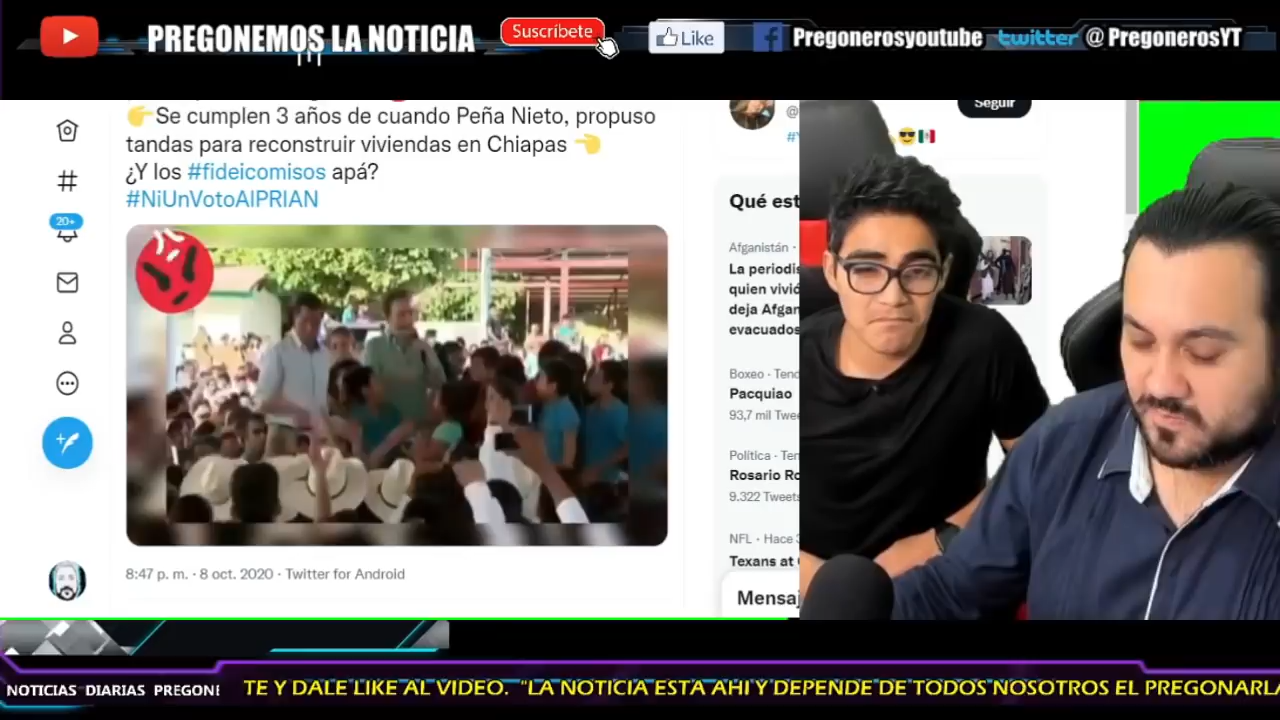 PREGONEMOS LA NOTICIA
Suscríbete
Like
Pregonerosyoutube
twitter @PregonerosYT
Se cumplen 3 años de cuando Peña Nieto, propuso
tandas para reconstruir viviendas en Chiapas
¿Y los #fideicomisos apá?
#NiUnVotoAlPRIAN
20+
8:47 p. m. · 8 oct. 2020 · Twitter for Android
@
Seguir
Qué est
Afganistán ·
La periodis
quien vivió
deja Afgan
evacuados
Boxeo · Tend
Pacquiao
93,7 mil Twee
Política · Ten
Rosario Ro
9.322 Tweets
NFL · Hace 3
Texans at
Mensaj
NOTICIAS DIARIAS PREGONE
TE Y DALE LIKE AL VIDEO. "LA NOTICIA ESTA AHI Y DEPENDE DE TODOS NOSOTROS EL PREGONARLA